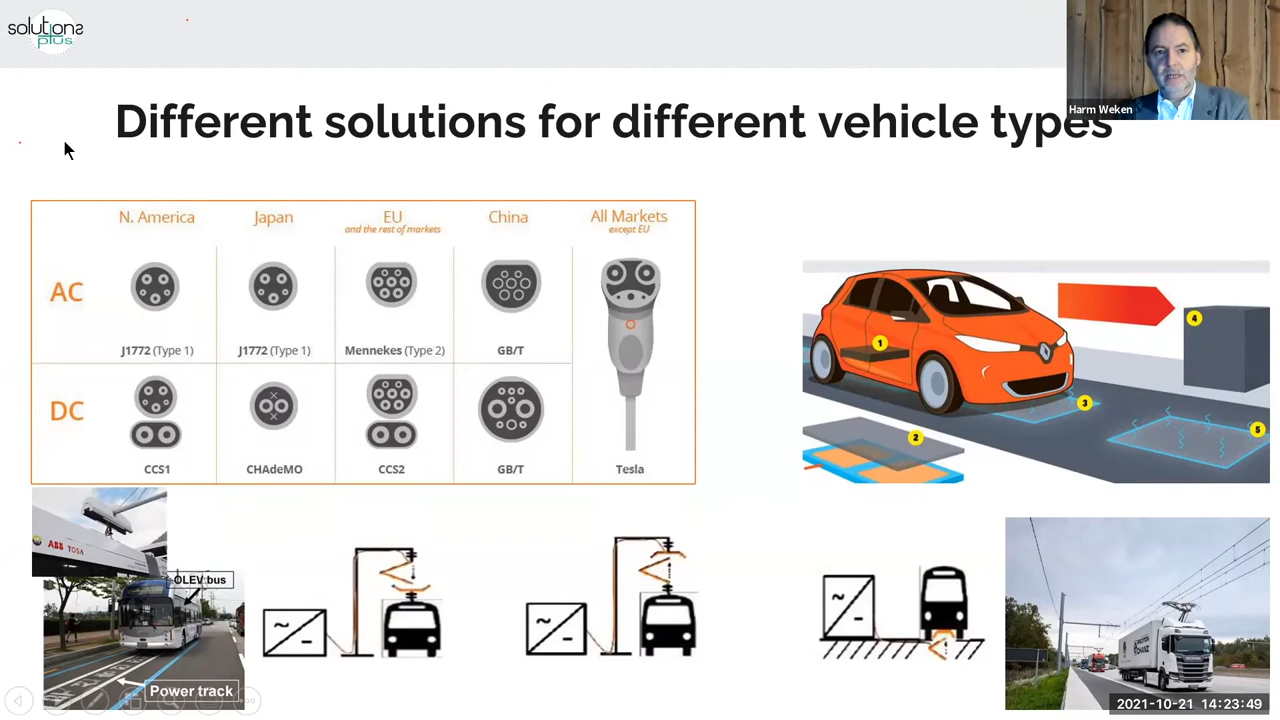 solutions
plus
Harm Weken
Different solutions for different vehicle types
N. America
Japan
EU
and the rest of markets
China
All Markets
except EU
AC
J1772 (Type 1)
J1772 (Type 1)
Mennekes (Type 2)
GB/T
DC
CCS1
CHAdeMO
CCS2
GB/T
Tesla
1
2
3
4
5
ABB TOSA
OLEV bus
Power track
2021-10-21 14:23:49